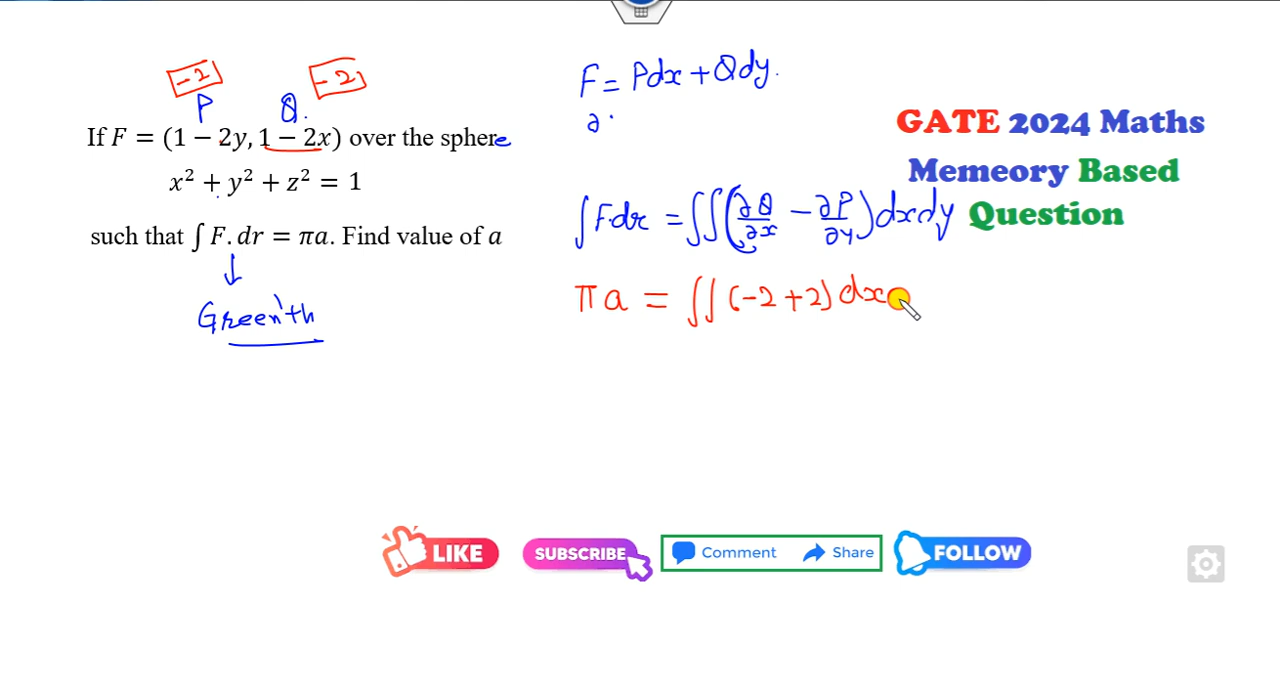 -2 -2
P Q.
If F = (1 − 2y, 1 − 2x) over the sphere
x² + y² + z² = 1
such that ∫ F. dr = πa. Find value of a
↓
Green'th
F = Pdx + Qdy.
∂.
∫Fdr = ∬(∂Q/∂x − ∂P/∂y)dxdy
πa = ∬(-2+2)dx
GATE 2024 Maths
Memeory Based
Question
LIKE
SUBSCRIBE
Comment Share
FOLLOW